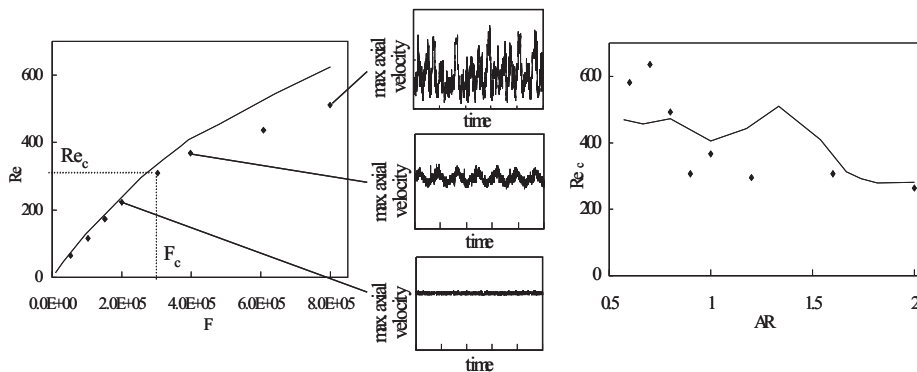 600
400
200
0
Re
Re_c
F_c
0.0E+00 2.0E+05 4.0E+05 6.0E+05 8.0E+05
F
max axial
velocity
time
max axial
velocity
time
max axial
velocity
time
600
400
200
0
Re_c
0.5 1 1.5 2
AR